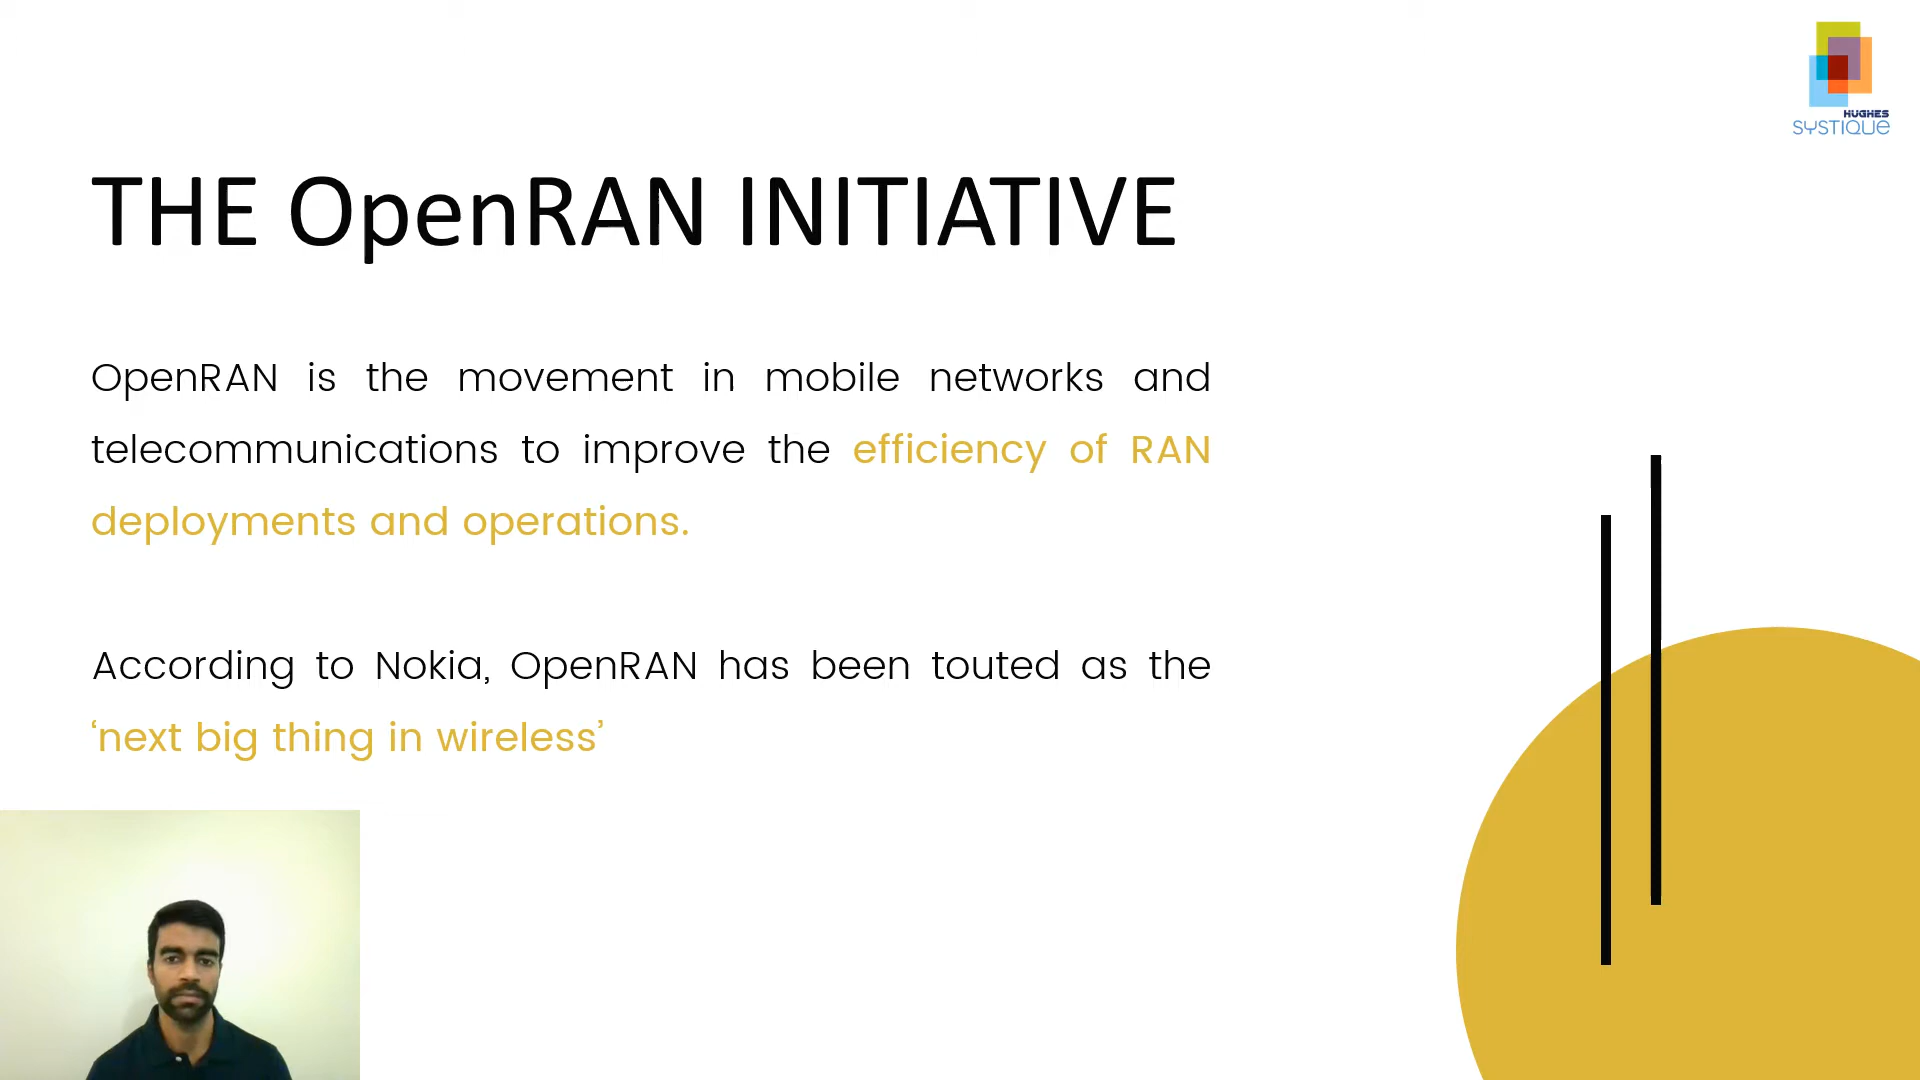 HUGHES
SYSTIQUE
THE OpenRAN INITIATIVE
OpenRAN is the movement in mobile networks and
telecommunications to improve the efficiency of RAN
deployments and operations.
According to Nokia, OpenRAN has been touted as the
‘next big thing in wireless’